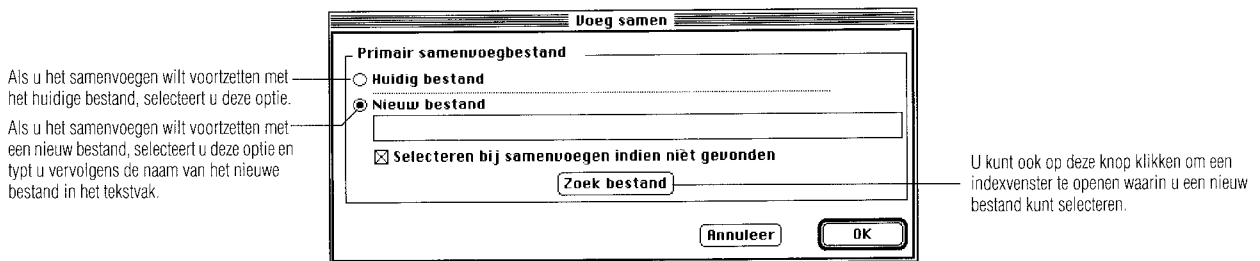 Voeg samen
Primair samenvoegbestand
Als u het samenvoegen wilt voortzetten met
het huidige bestand, selecteert u deze optie.
Huidig bestand
Als u het samenvoegen wilt voortzetten met
een nieuw bestand, selecteert u deze optie en
typt u vervolgens de naam van het nieuwe
bestand in het tekstvak.
Nieuw bestand
Selecteren bij samenvoegen indien niet gevonden
Zoek bestand
U kunt ook op deze knop klikken om een
indexvenster te openen waarin u een nieuw
bestand kunt selecteren.
Annuleer
OK